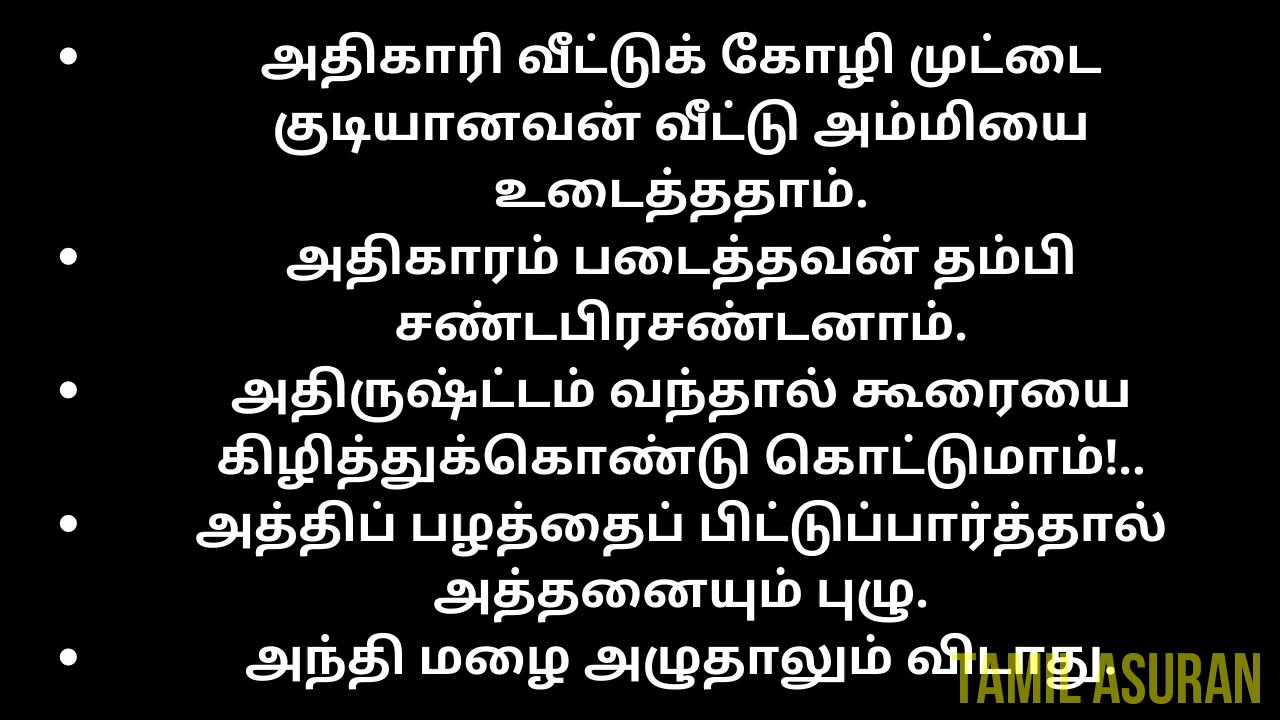 • அதிகாரி வீட்டுக் கோழி முட்டை
குடியானவன் வீட்டு அம்மியை
உடைத்ததாம்.
• அதிகாரம் படைத்தவன் தம்பி
சண்டபிரசண்டனாம்.
• அதிருஷ்ட்டம் வந்தால் கூரையை
கிழித்துக்கொண்டு கொட்டுமாம்!..
• அத்திப் பழத்தைப் பிட்டுப்பார்த்தால்
அத்தனையும் புழு.
• அந்தி மழை அழுதாலும் விடாது.
TAMIL ASURAN